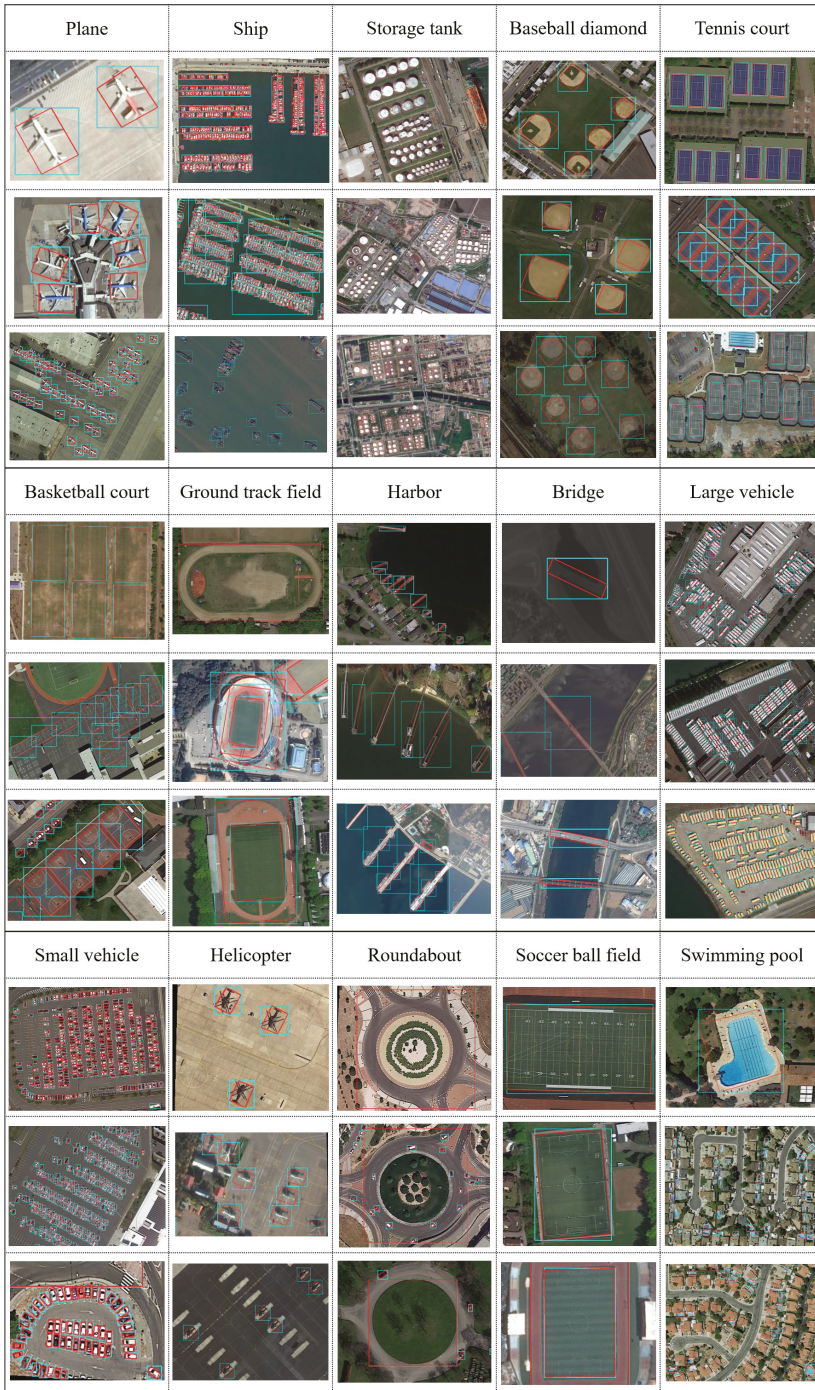 Plane Ship Storage tank Baseball diamond Tennis court
Basketball court Ground track field Harbor Bridge Large vehicle
Small vehicle Helicopter Roundabout Soccer ball field Swimming pool